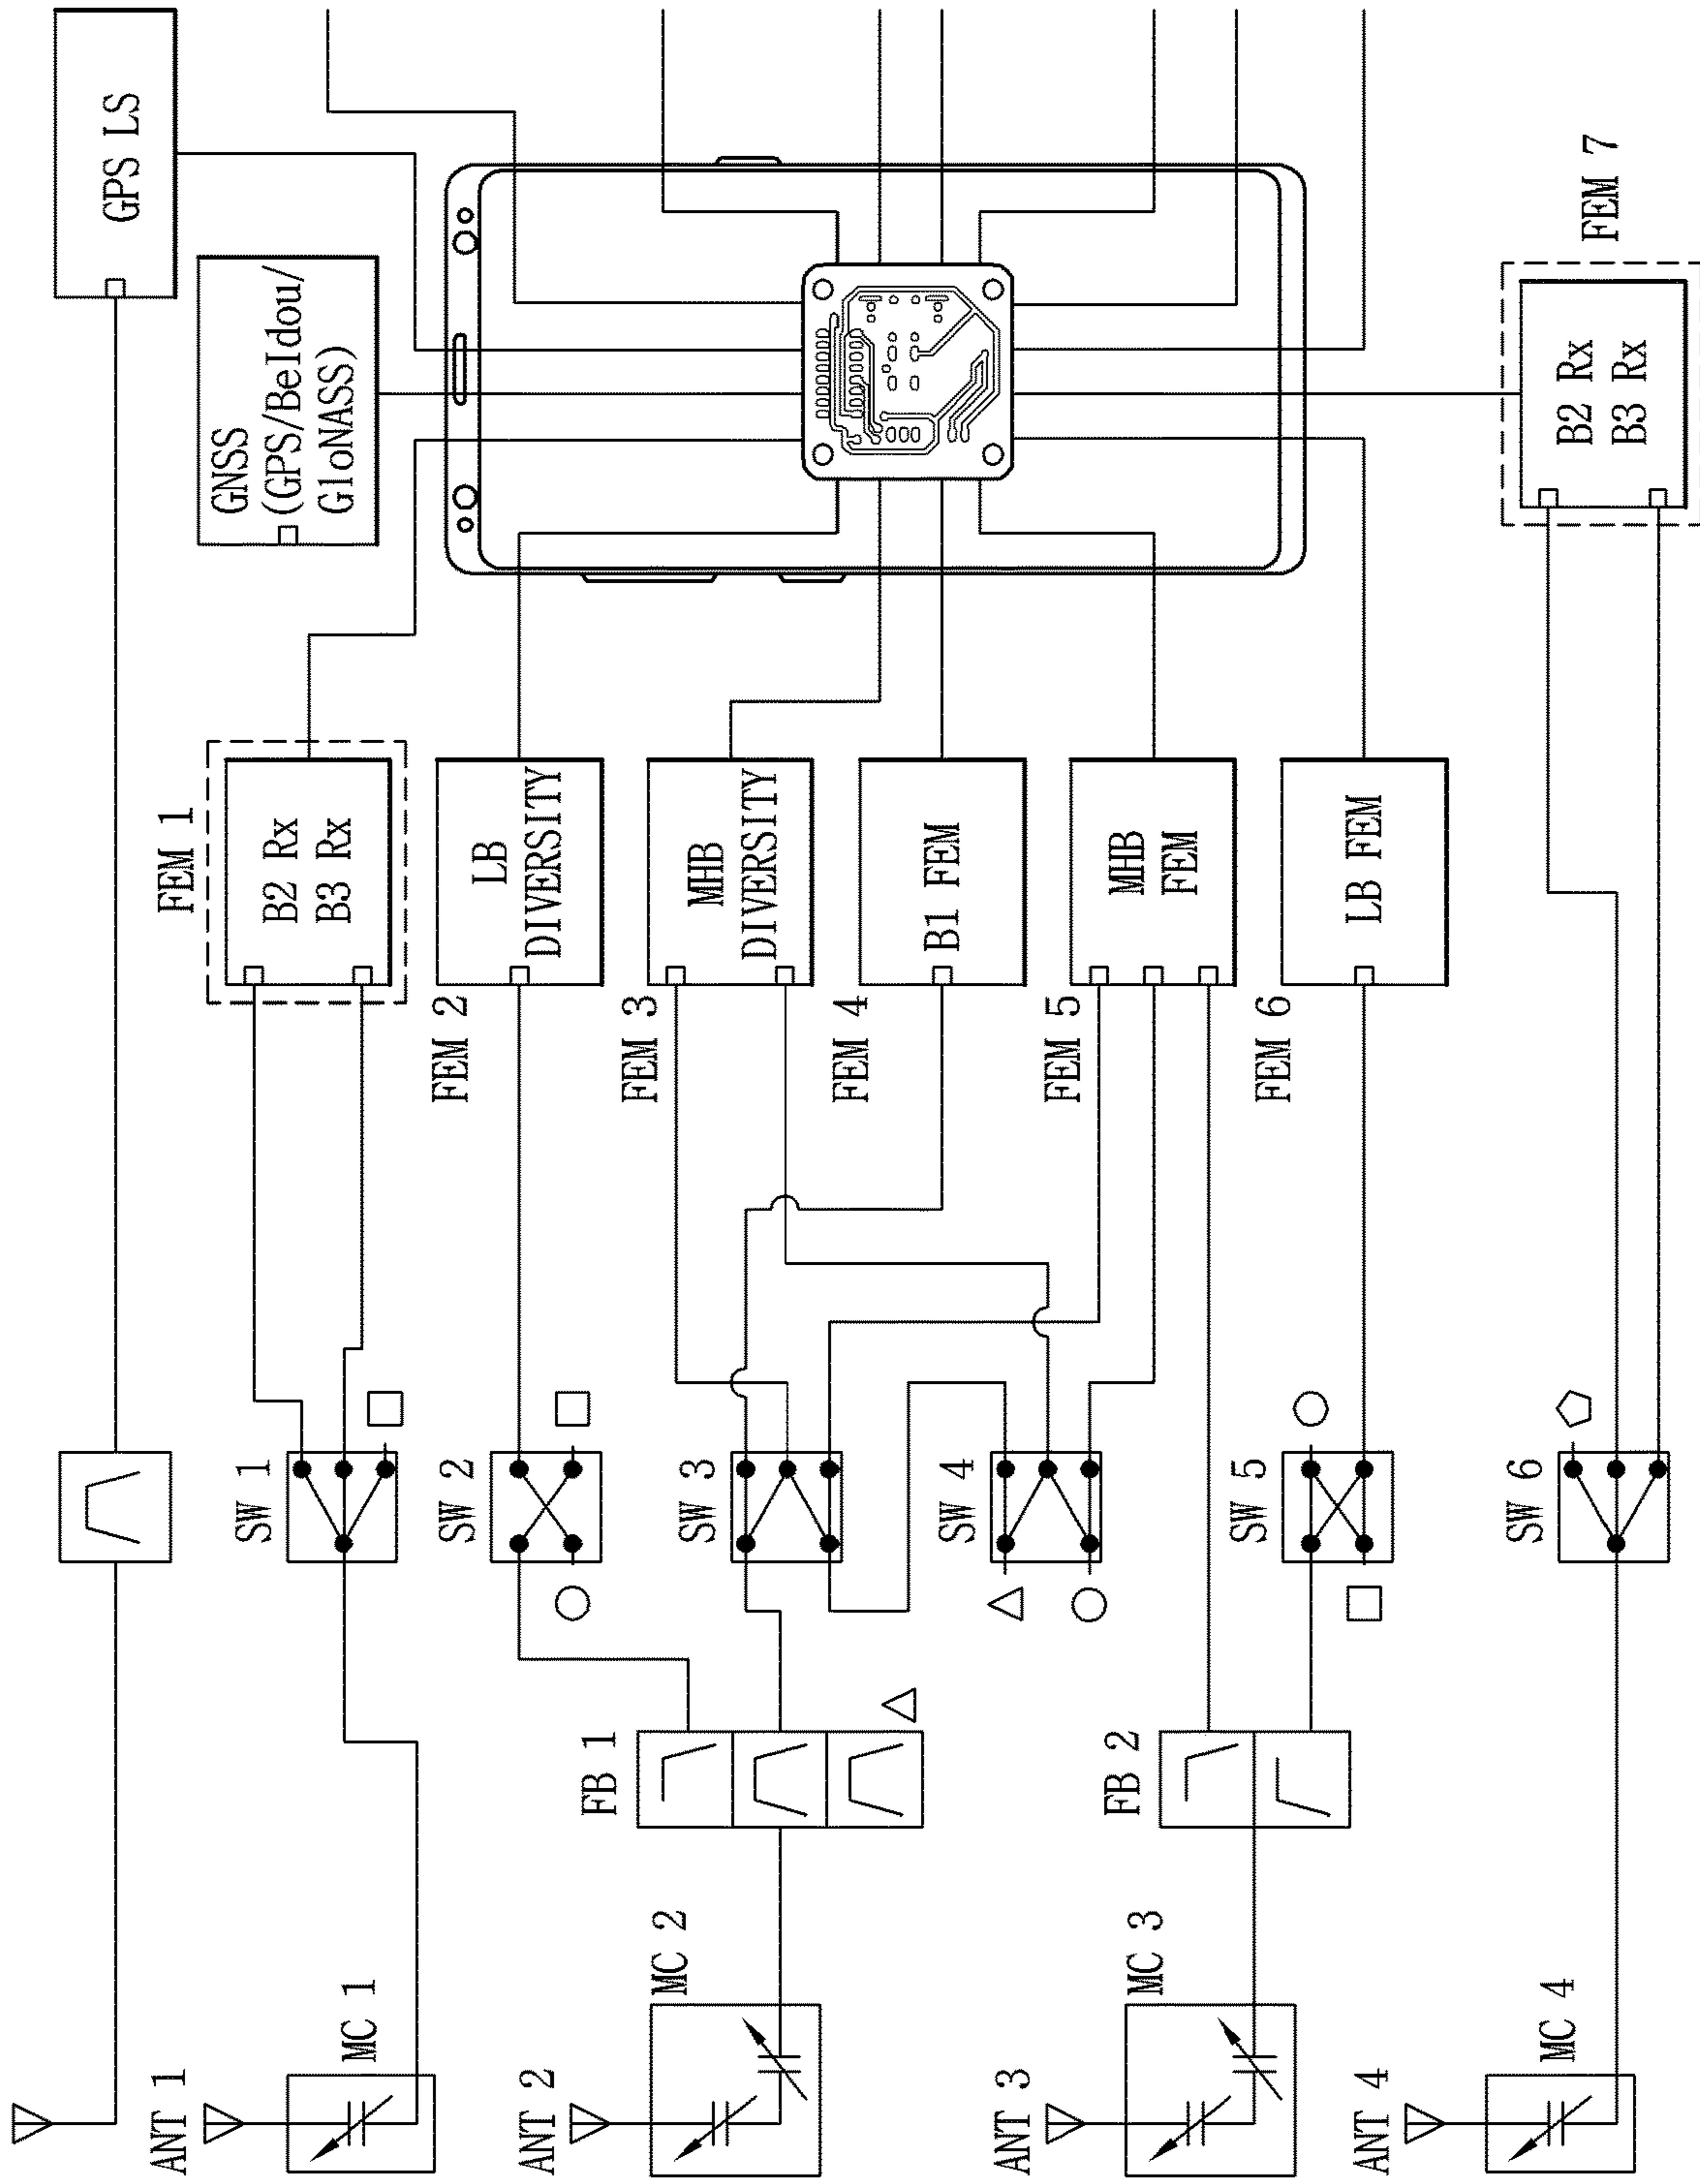 GPS LS
GNSS
(GPS/BeIdou/
GloNASS)
FEM 1
B2 Rx
B3 Rx
FEM 2
LB
DIVERSITY
FEM 3
MHB
DIVERSITY
FEM 4
B1 FEM
FEM 5
MHB
FEM
FEM 6
LB FEM
FEM 7
B2 Rx
B3 Rx
SW 1
SW 2
SW 3
SW 4
SW 5
SW 6
FB 1
FB 2
MC 1
MC 2
MC 3
MC 4
ANT 1
ANT 2
ANT 3
ANT 4